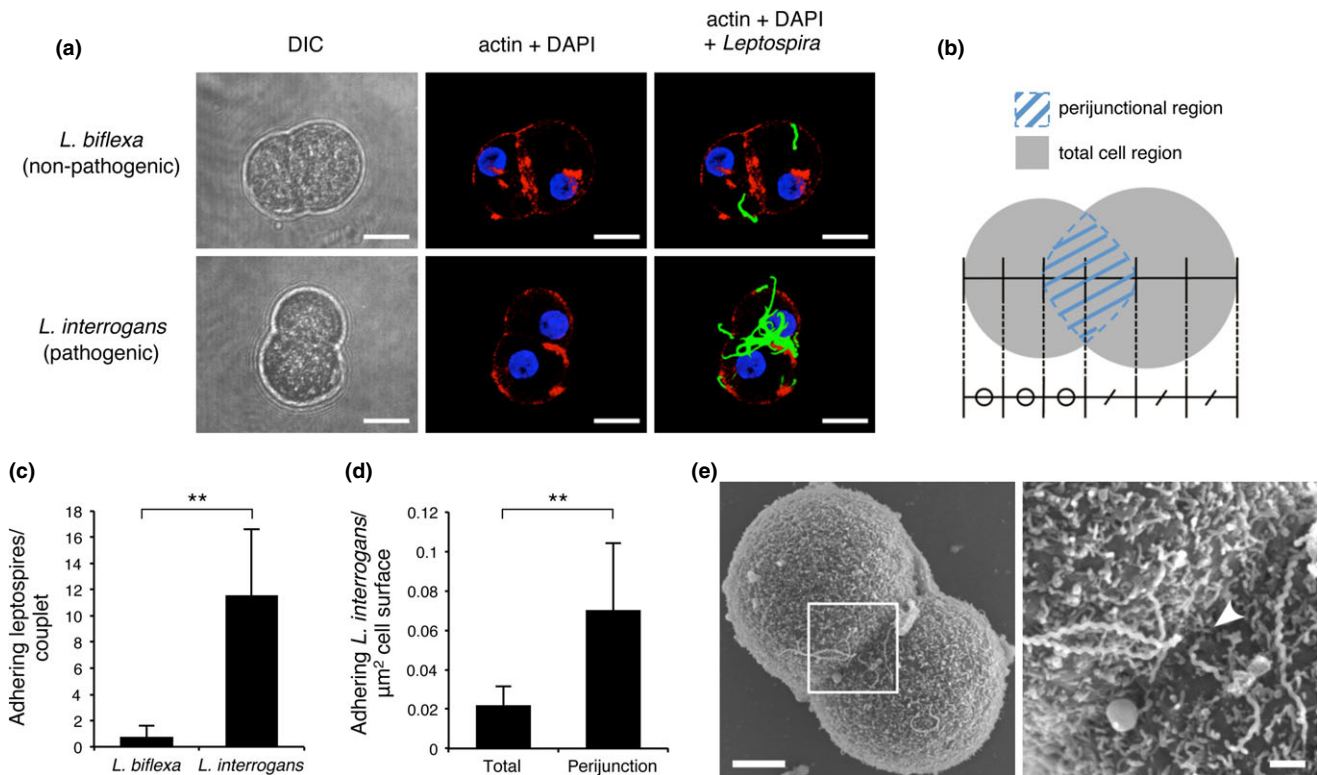 (a)
DIC
actin + DAPI
actin + DAPI
+ Leptospira
L. biflexa
(non-pathogenic)
L. interrogans
(pathogenic)
(b)
perijunctional region
total cell region
(c)
Adhering leptospires/
couplet
18
16
14
12
10
8
6
4
2
0
**
L. biflexa
L. interrogans
(d)
Adhering L. interrogans/
μm² cell surface
0.12
0.1
0.08
0.06
0.04
0.02
0
**
Total
Perijunction
(e)